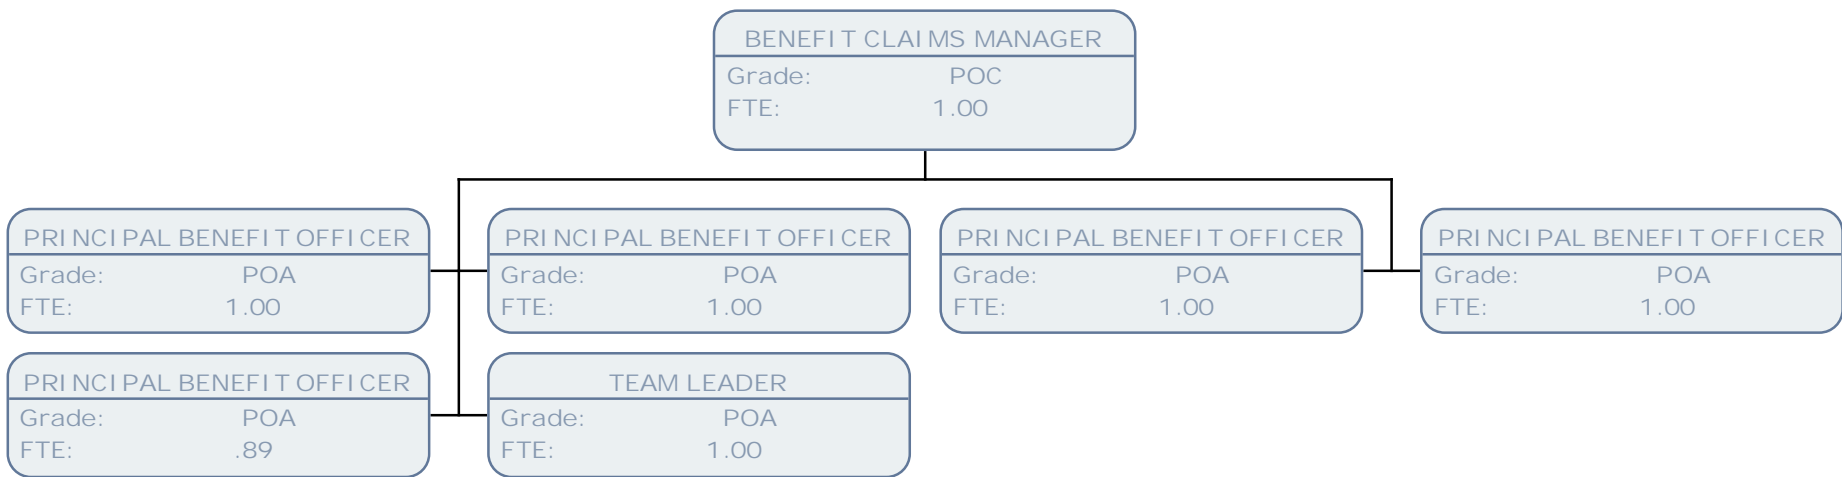 BENEFIT CLAIMS MANAGER
Grade: POC
FTE: 1.00
PRINCIPAL BENEFIT OFFICER
Grade: POA
FTE: 1.00
PRINCIPAL BENEFIT OFFICER
Grade: POA
FTE: 1.00
PRINCIPAL BENEFIT OFFICER
Grade: POA
FTE: 1.00
PRINCIPAL BENEFIT OFFICER
Grade: POA
FTE: 1.00
PRINCIPAL BENEFIT OFFICER
Grade: POA
FTE: .89
TEAM LEADER
Grade: POA
FTE: 1.00